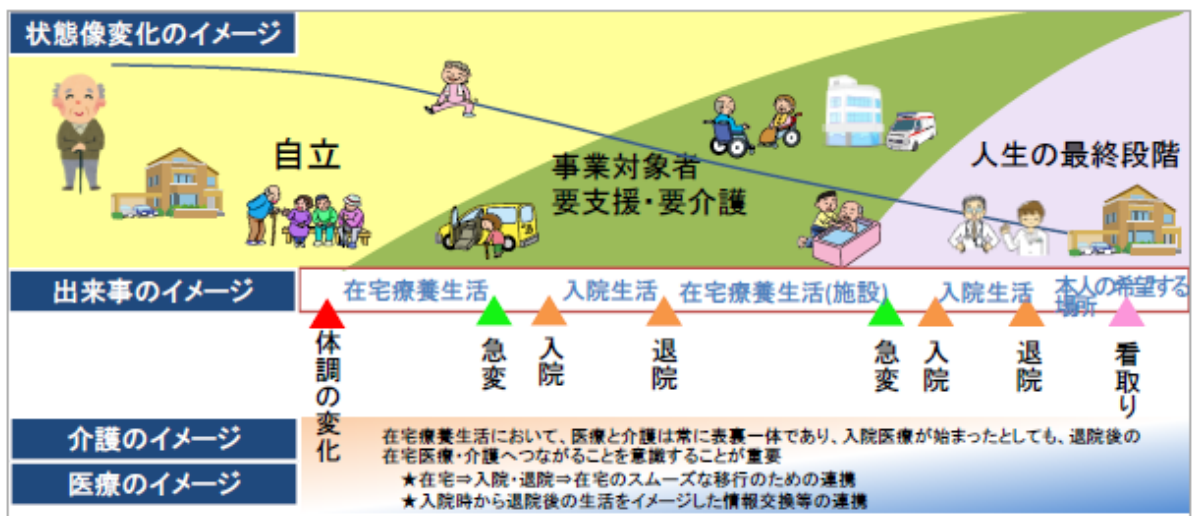 状態像変化のイメージ
自立
事業対象者
要支援・要介護
人生の最終段階
出来事のイメージ
在宅療養生活
入院生活
在宅療養生活(施設)
入院生活
本人の希望する
場所
体調の変化
急変
入院
退院
急変
入院
退院
看取り
介護のイメージ
医療のイメージ
在宅療養生活において、医療と介護は常に表裏一体であり、入院医療が始まったとしても、退院後の
在宅医療・介護へつながることを意識することが重要
★在宅⇒入院・退院⇒在宅のスムーズな移行のための連携
★入院時から退院後の生活をイメージした情報交換等の連携